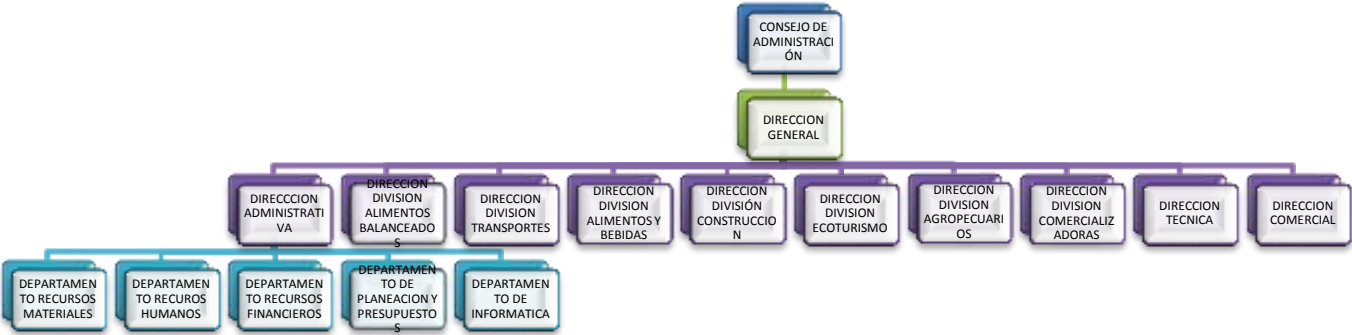 CONSEJO DE
ADMINISTRACI
ÓN
DIRECCION
GENERAL
DIRECCCION
ADMINISTRATI
VA
DIRECCION
DIVISION
ALIMENTOS
BALANCEADO
S
DIRECCION
DIVISION
TRANSPORTES
DIRECCION
DIVISION
ALIMENTOS Y
BEBIDAS
DIRECCION
DIVISIÓN
CONSTRUCCIO
N
DIRECCION
DIVISION
ECOTURISMO
DIRECCION
DIVISION
AGROPECUARI
OS
DIRECCION
DIVISION
COMERCIALIZ
ADORAS
DIRECCION
TECNICA
DIRECCION
COMERCIAL
DEPARTAMEN
TO RECURSOS
MATERIALES
DEPARTAMEN
TO RECUROS
HUMANOS
DEPARTAMEN
TO RECURSOS
FINANCIEROS
DEPARTAMEN
TO DE
PLANEACION Y
PRESUPUESTO
S
DEPARTAMEN
TO DE
INFORMATICA